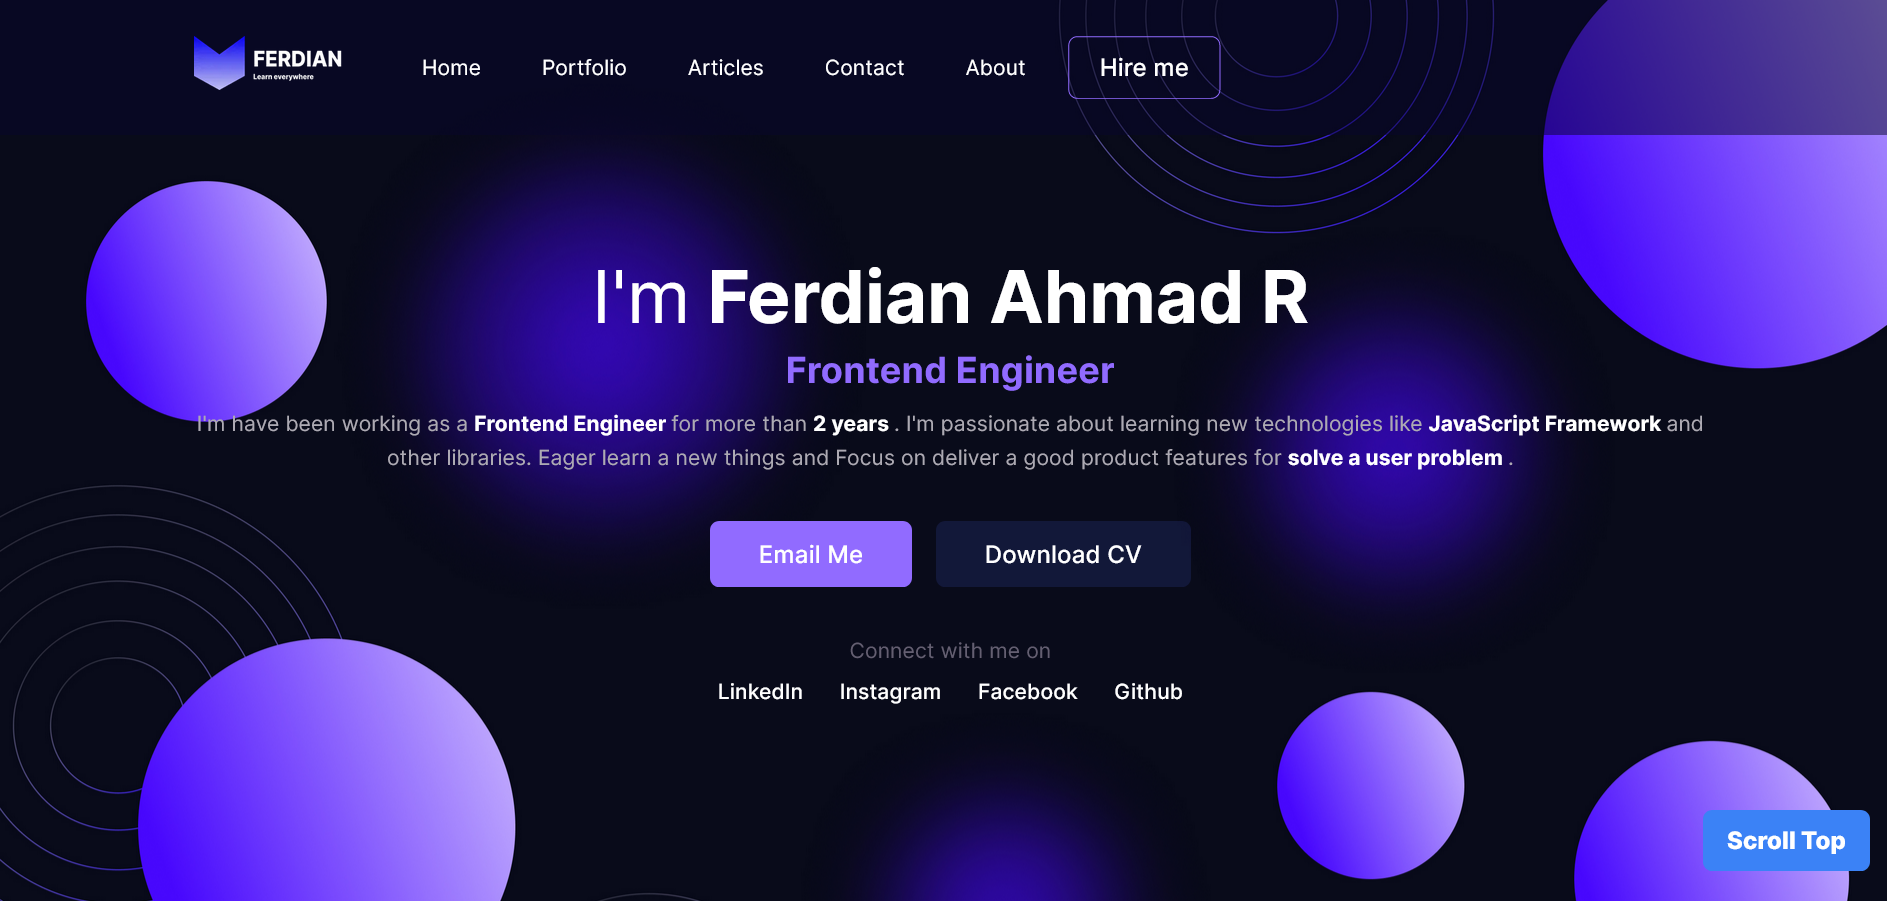 FERDIAN
Learn everywhere
Home Portfolio Articles Contact About Hire me
I'm Ferdian Ahmad R
Frontend Engineer
I'm have been working as a Frontend Engineer for more than 2 years . I'm passionate about learning new technologies like JavaScript Framework and
other libraries. Eager learn a new things and Focus on deliver a good product features for solve a user problem .
Email Me Download CV
Connect with me on
LinkedIn Instagram Facebook Github
Scroll Top